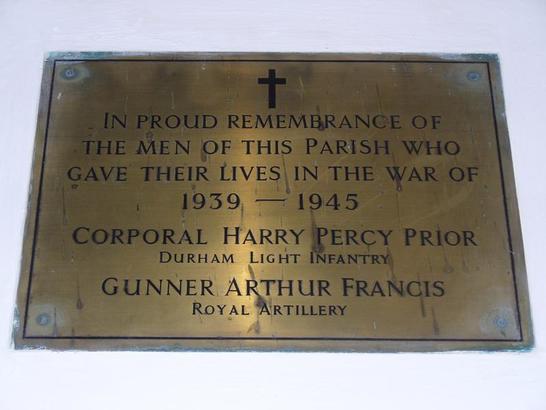 IN PROUD REMEMBRANCE OF
THE MEN OF THIS PARISH WHO
GAVE THEIR LIVES IN THE WAR OF
1939 — 1945
CORPORAL HARRY PERCY PRIOR
DURHAM LIGHT INFANTRY
GUNNER ARTHUR FRANCIS
ROYAL ARTILLERY